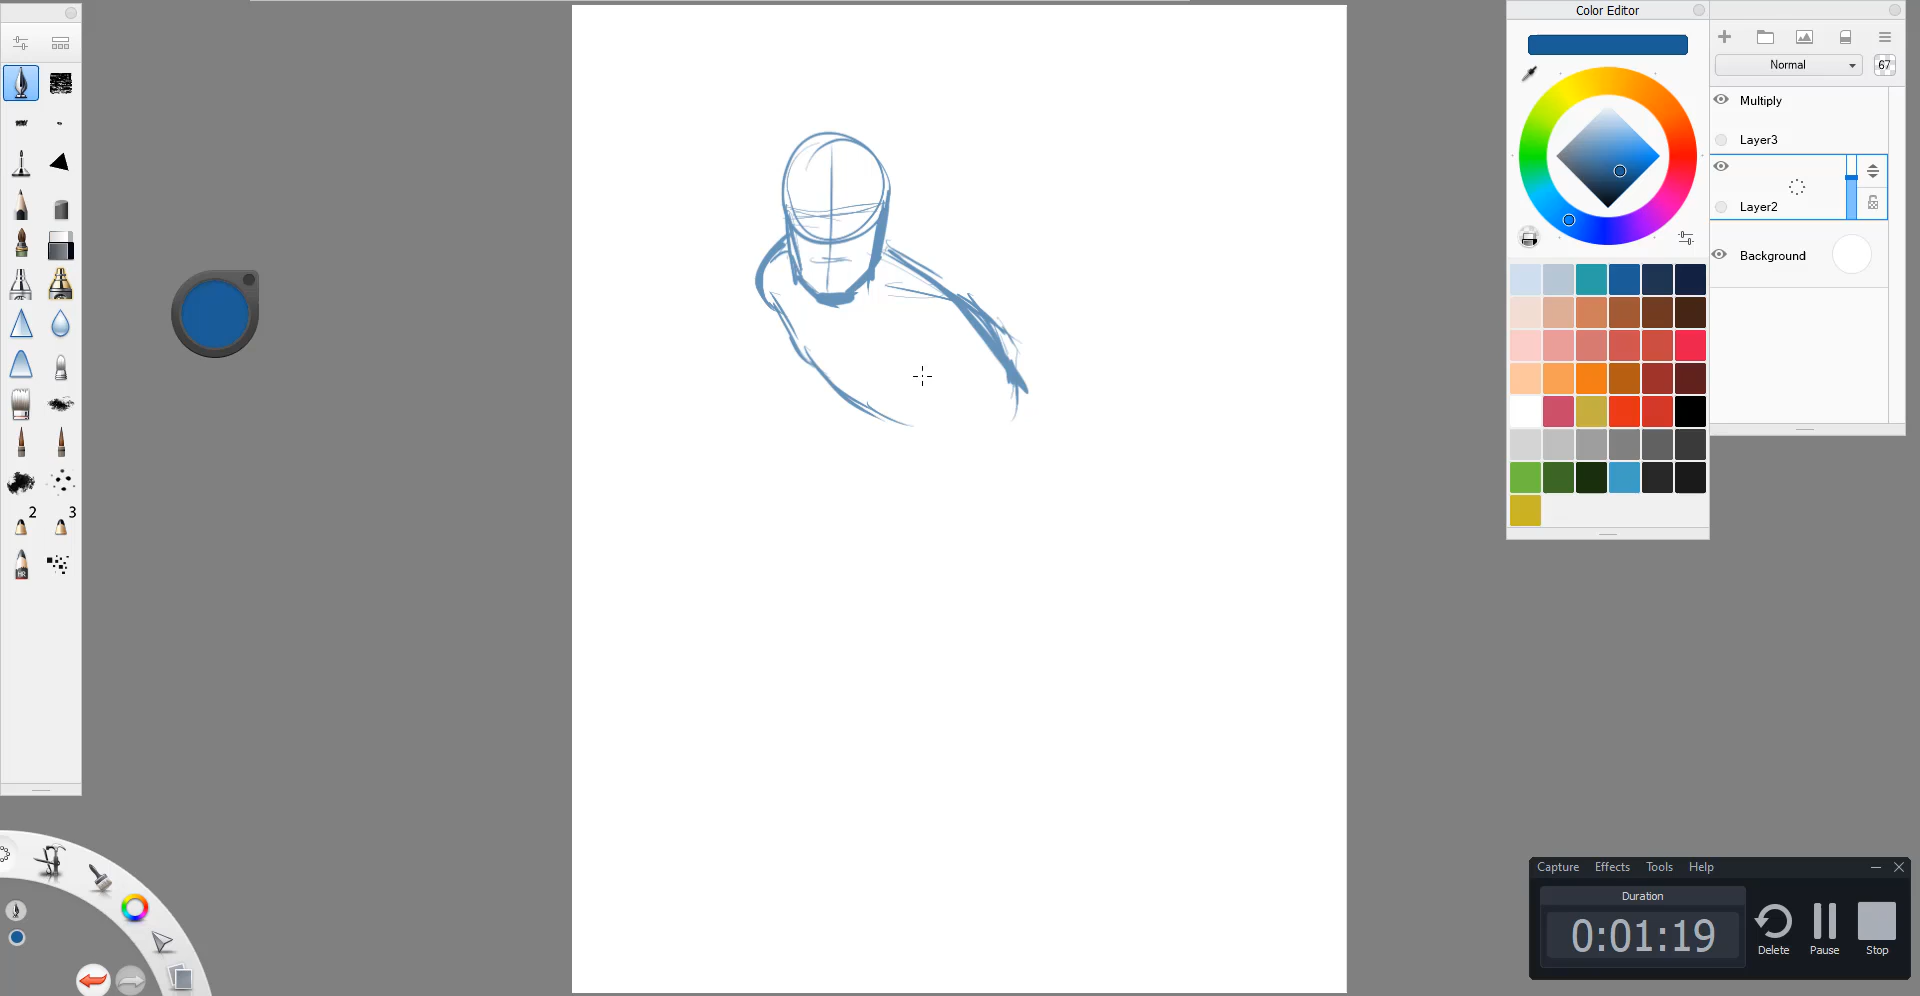 Color Editor
Normal
67
Multiply
Layer3
Layer2
Background
2
3
Capture Effects Tools Help
Duration
0:01:19
Delete Pause Stop